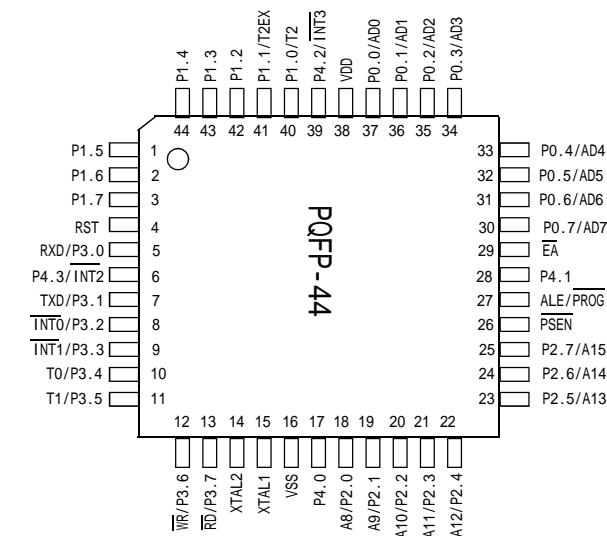 P1.4
P1.3
P1.2
P1.1/T2EX
P1.0/T2
P4.2/INT3
VDD
P0.0/AD0
P0.1/AD1
P0.2/AD2
P0.3/AD3
44 43 42 41 40 39 38 37 36 35 34
P1.5 1
P1.6 2
P1.7 3
RST 4
RXD/P3.0 5
P4.3/INT2 6
TXD/P3.1 7
INT0/P3.2 8
INT1/P3.3 9
T0/P3.4 10
T1/P3.5 11
PQFP-44
33 P0.4/AD4
32 P0.5/AD5
31 P0.6/AD6
30 P0.7/AD7
29 EA
28 P4.1
27 ALE/PROG
26 PSEN
25 P2.7/A15
24 P2.6/A14
23 P2.5/A13
12 13 14 15 16 17 18 19 20 21 22
WR/P3.6
RD/P3.7
XTAL2
XTAL1
VSS
P4.0
A8/P2.0
A9/P2.1
A10/P2.2
A11/P2.3
A12/P2.4